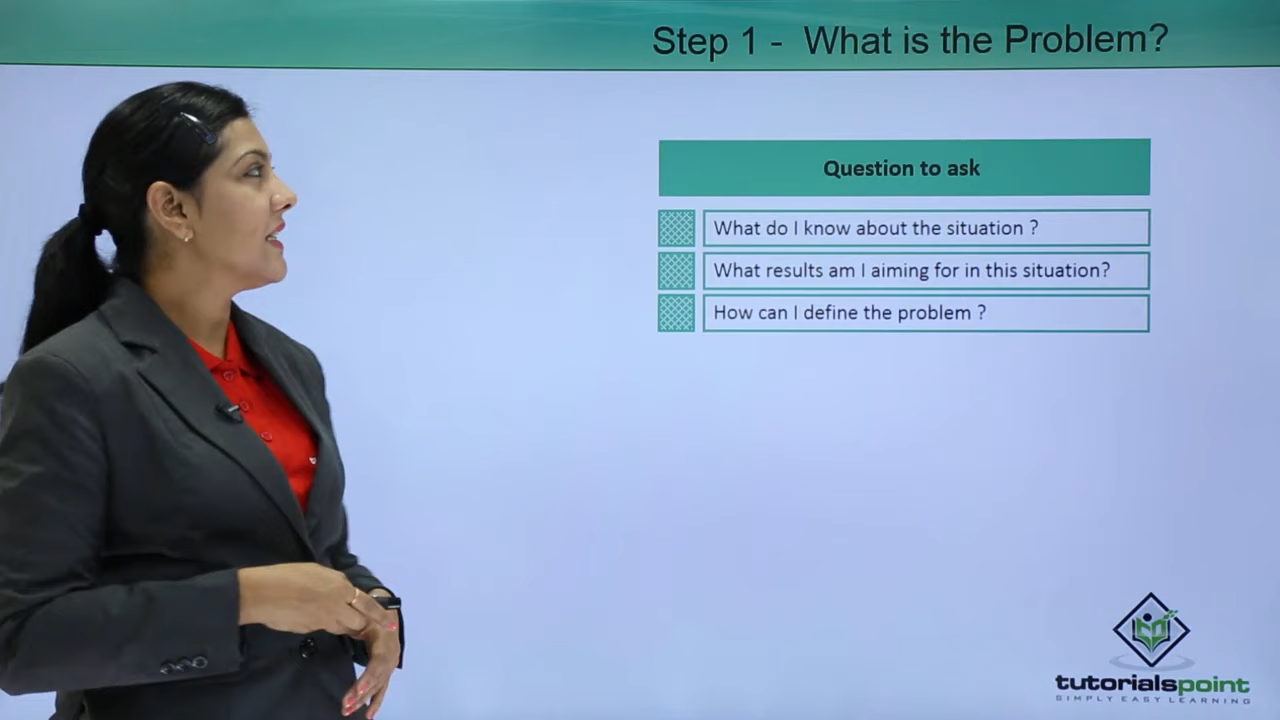 Step 1 - What is the Problem?
Question to ask
What do I know about the situation ?
What results am I aiming for in this situation?
How can I define the problem ?
tutorialspoint
SIMPLY EASY LEARNING